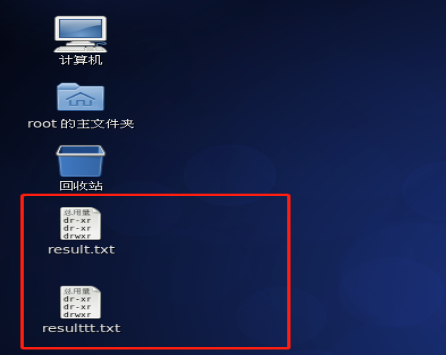 计算机
root 的主文件夹
回收站
总用量
dr-xr
dr-xr
drwxr
result.txt
总用量
dr-xr
dr-xr
drwxr
resulttt.txt